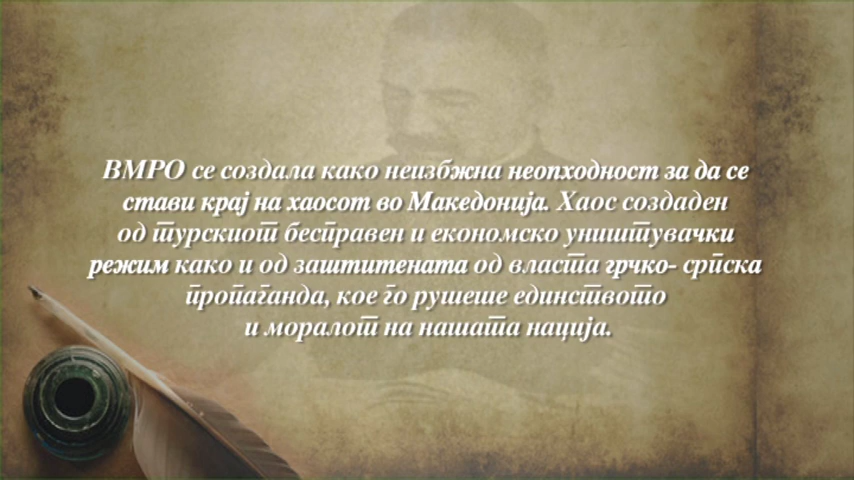 ВМРО се создала како неизбжна неопходност за да се
стави крај на хаосот во Македонија. Хаос создаден
од турскиот бесправен и економско уништувачки
режим како и од заштитената од власта грчко- српска
пропаганда, кое го рушеше единството
и моралот на нашата нација.